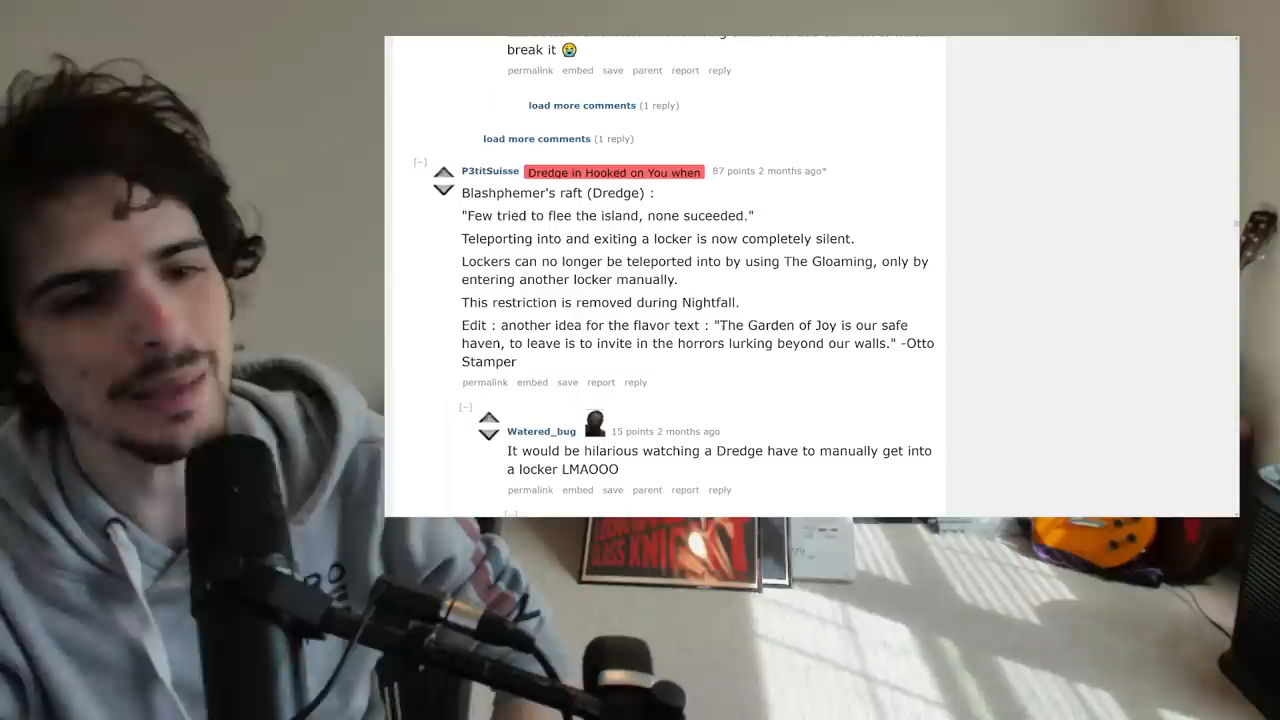 break it 😭
permalink embed save parent report reply
load more comments (1 reply)
load more comments (1 reply)
[–]
P3titSuisse Dredge in Hooked on You when 87 points 2 months ago*
Blashphemer's raft (Dredge) :
"Few tried to flee the island, none suceeded."
Teleporting into and exiting a locker is now completely silent.
Lockers can no longer be teleported into by using The Gloaming, only by
entering another locker manually.
This restriction is removed during Nightfall.
Edit : another idea for the flavor text : "The Garden of Joy is our safe
haven, to leave is to invite in the horrors lurking beyond our walls." -Otto
Stamper
permalink embed save report reply
[–]
Watered_bug 15 points 2 months ago
It would be hilarious watching a Dredge have to manually get into
a locker LMAOOO
permalink embed save parent report reply